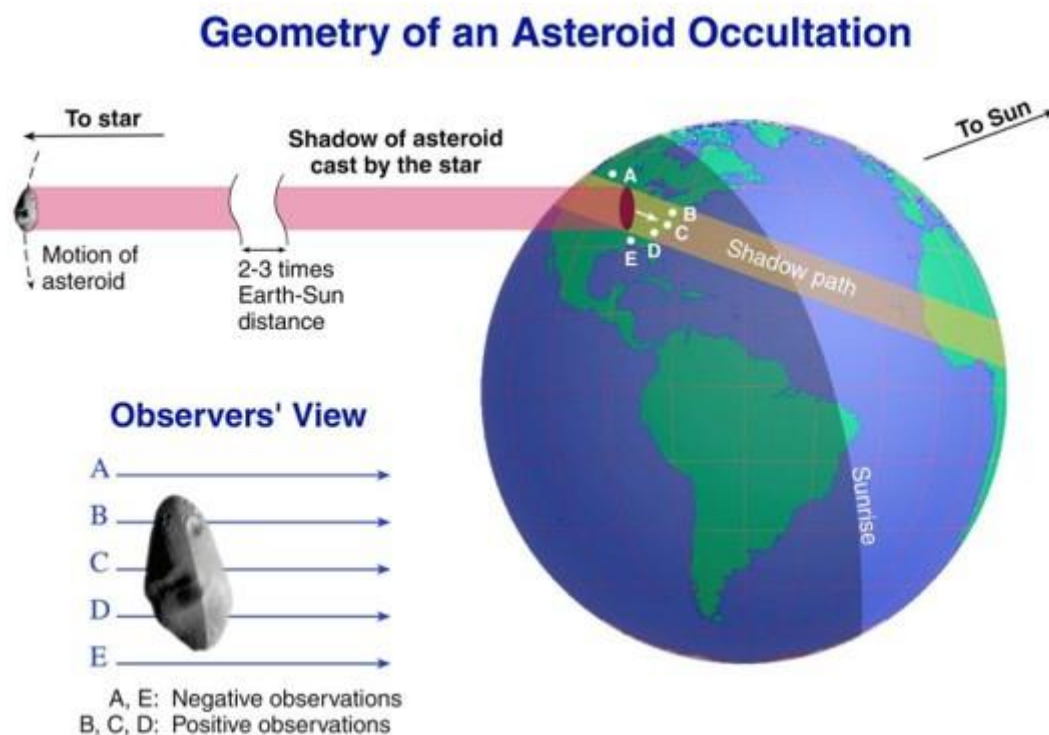 Geometry of an Asteroid Occultation
To star
Shadow of asteroid
cast by the star
To Sun
Motion of
asteroid
2-3 times
Earth-Sun
distance
A
B
C
D
E
Shadow path
Sunrise
Observers' View
A
B
C
D
E
A, E: Negative observations
B, C, D: Positive observations